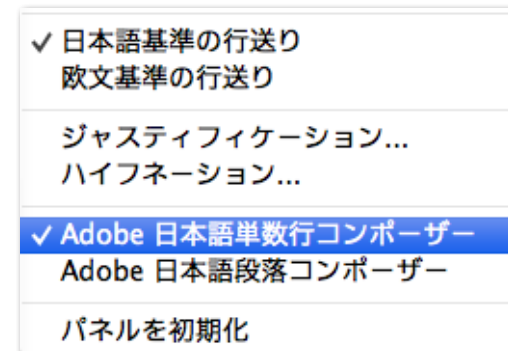 日本語基準の行送り
欧文基準の行送り
ジャスティフィケーション...
ハイフネーション...
Adobe 日本語単数行コンポーザー
Adobe 日本語段落コンポーザー
パネルを初期化